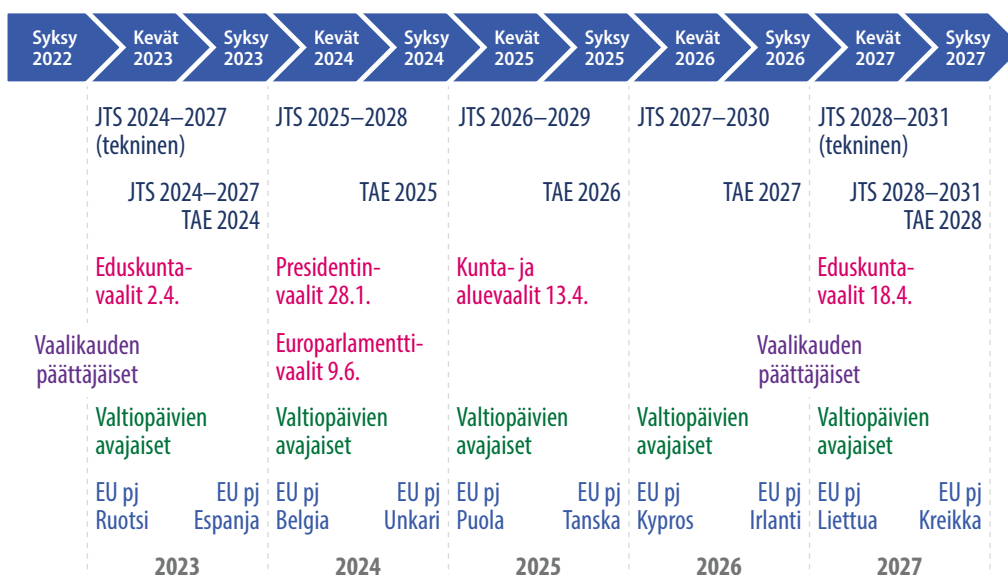 Syksy 2022
Kevät 2023
Syksy 2023
Kevät 2024
Syksy 2024
Kevät 2025
Syksy 2025
Kevät 2026
Syksy 2026
Kevät 2027
Syksy 2027
JTS 2024–2027
(tekninen)
JTS 2025–2028
JTS 2026–2029
JTS 2027–2030
JTS 2028–2031
(tekninen)
JTS 2024–2027
TAE 2024
TAE 2025
TAE 2026
TAE 2027
JTS 2028–2031
TAE 2028
Eduskunta-
vaalit 2.4.
Presidentin-
vaalit 28.1.
Kunta- ja
aluevaalit 13.4.
Eduskunta-
vaalit 18.4.
Vaalikauden
päättäjäiset
Europarlamentti-
vaalit 9.6.
Vaalikauden
päättäjäiset
Valtiopäivien
avajaiset
Valtiopäivien
avajaiset
Valtiopäivien
avajaiset
Valtiopäivien
avajaiset
Valtiopäivien
avajaiset
EU pj
Ruotsi
EU pj
Espanja
EU pj
Belgia
EU pj
Unkari
EU pj
Puola
EU pj
Tanska
EU pj
Kypros
EU pj
Irlanti
EU pj
Liettua
EU pj
Kreikka
2023
2024
2025
2026
2027